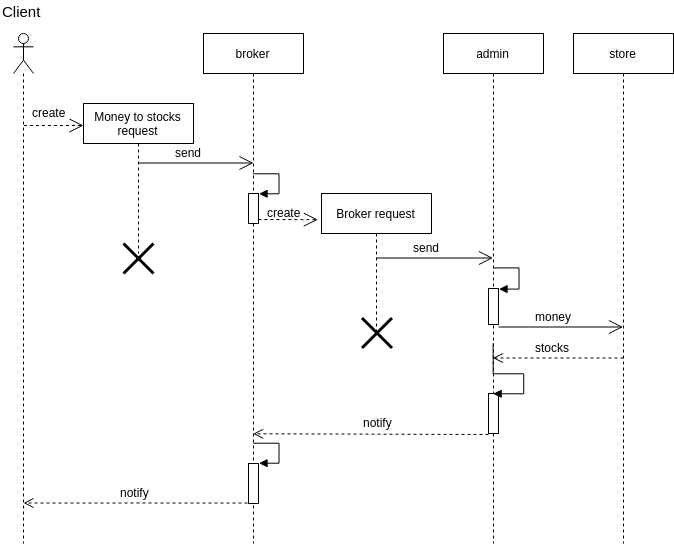 Client
broker
admin
store
create
Money to stocks
request
send
create
Broker request
send
money
stocks
notify
notify